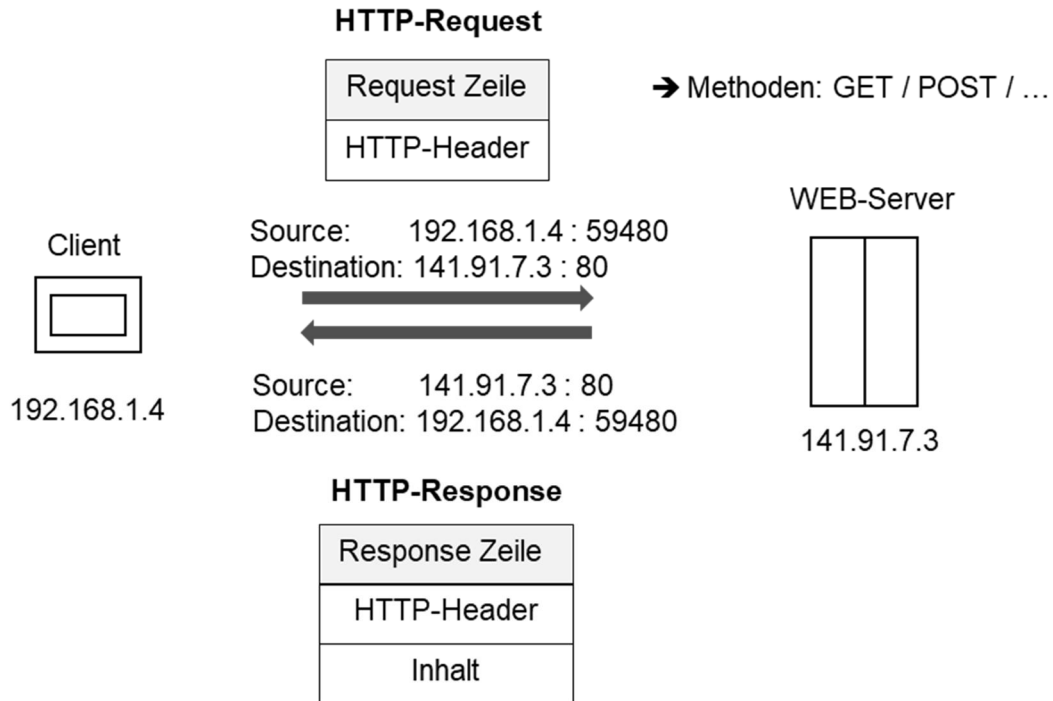 HTTP-Request
Request Zeile
➔ Methoden: GET / POST / …
HTTP-Header
WEB-Server
Client
Source: 192.168.1.4 : 59480
Destination: 141.91.7.3 : 80
Source: 141.91.7.3 : 80
Destination: 192.168.1.4 : 59480
192.168.1.4
141.91.7.3
HTTP-Response
Response Zeile
HTTP-Header
Inhalt